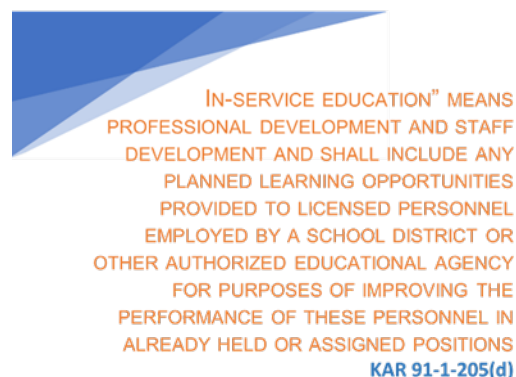 IN-SERVICE EDUCATION” MEANS
PROFESSIONAL DEVELOPMENT AND STAFF
DEVELOPMENT AND SHALL INCLUDE ANY
PLANNED LEARNING OPPORTUNITIES
PROVIDED TO LICENSED PERSONNEL
EMPLOYED BY A SCHOOL DISTRICT OR
OTHER AUTHORIZED EDUCATIONAL AGENCY
FOR PURPOSES OF IMPROVING THE
PERFORMANCE OF THESE PERSONNEL IN
ALREADY HELD OR ASSIGNED POSITIONS
KAR 91-1-205(d)